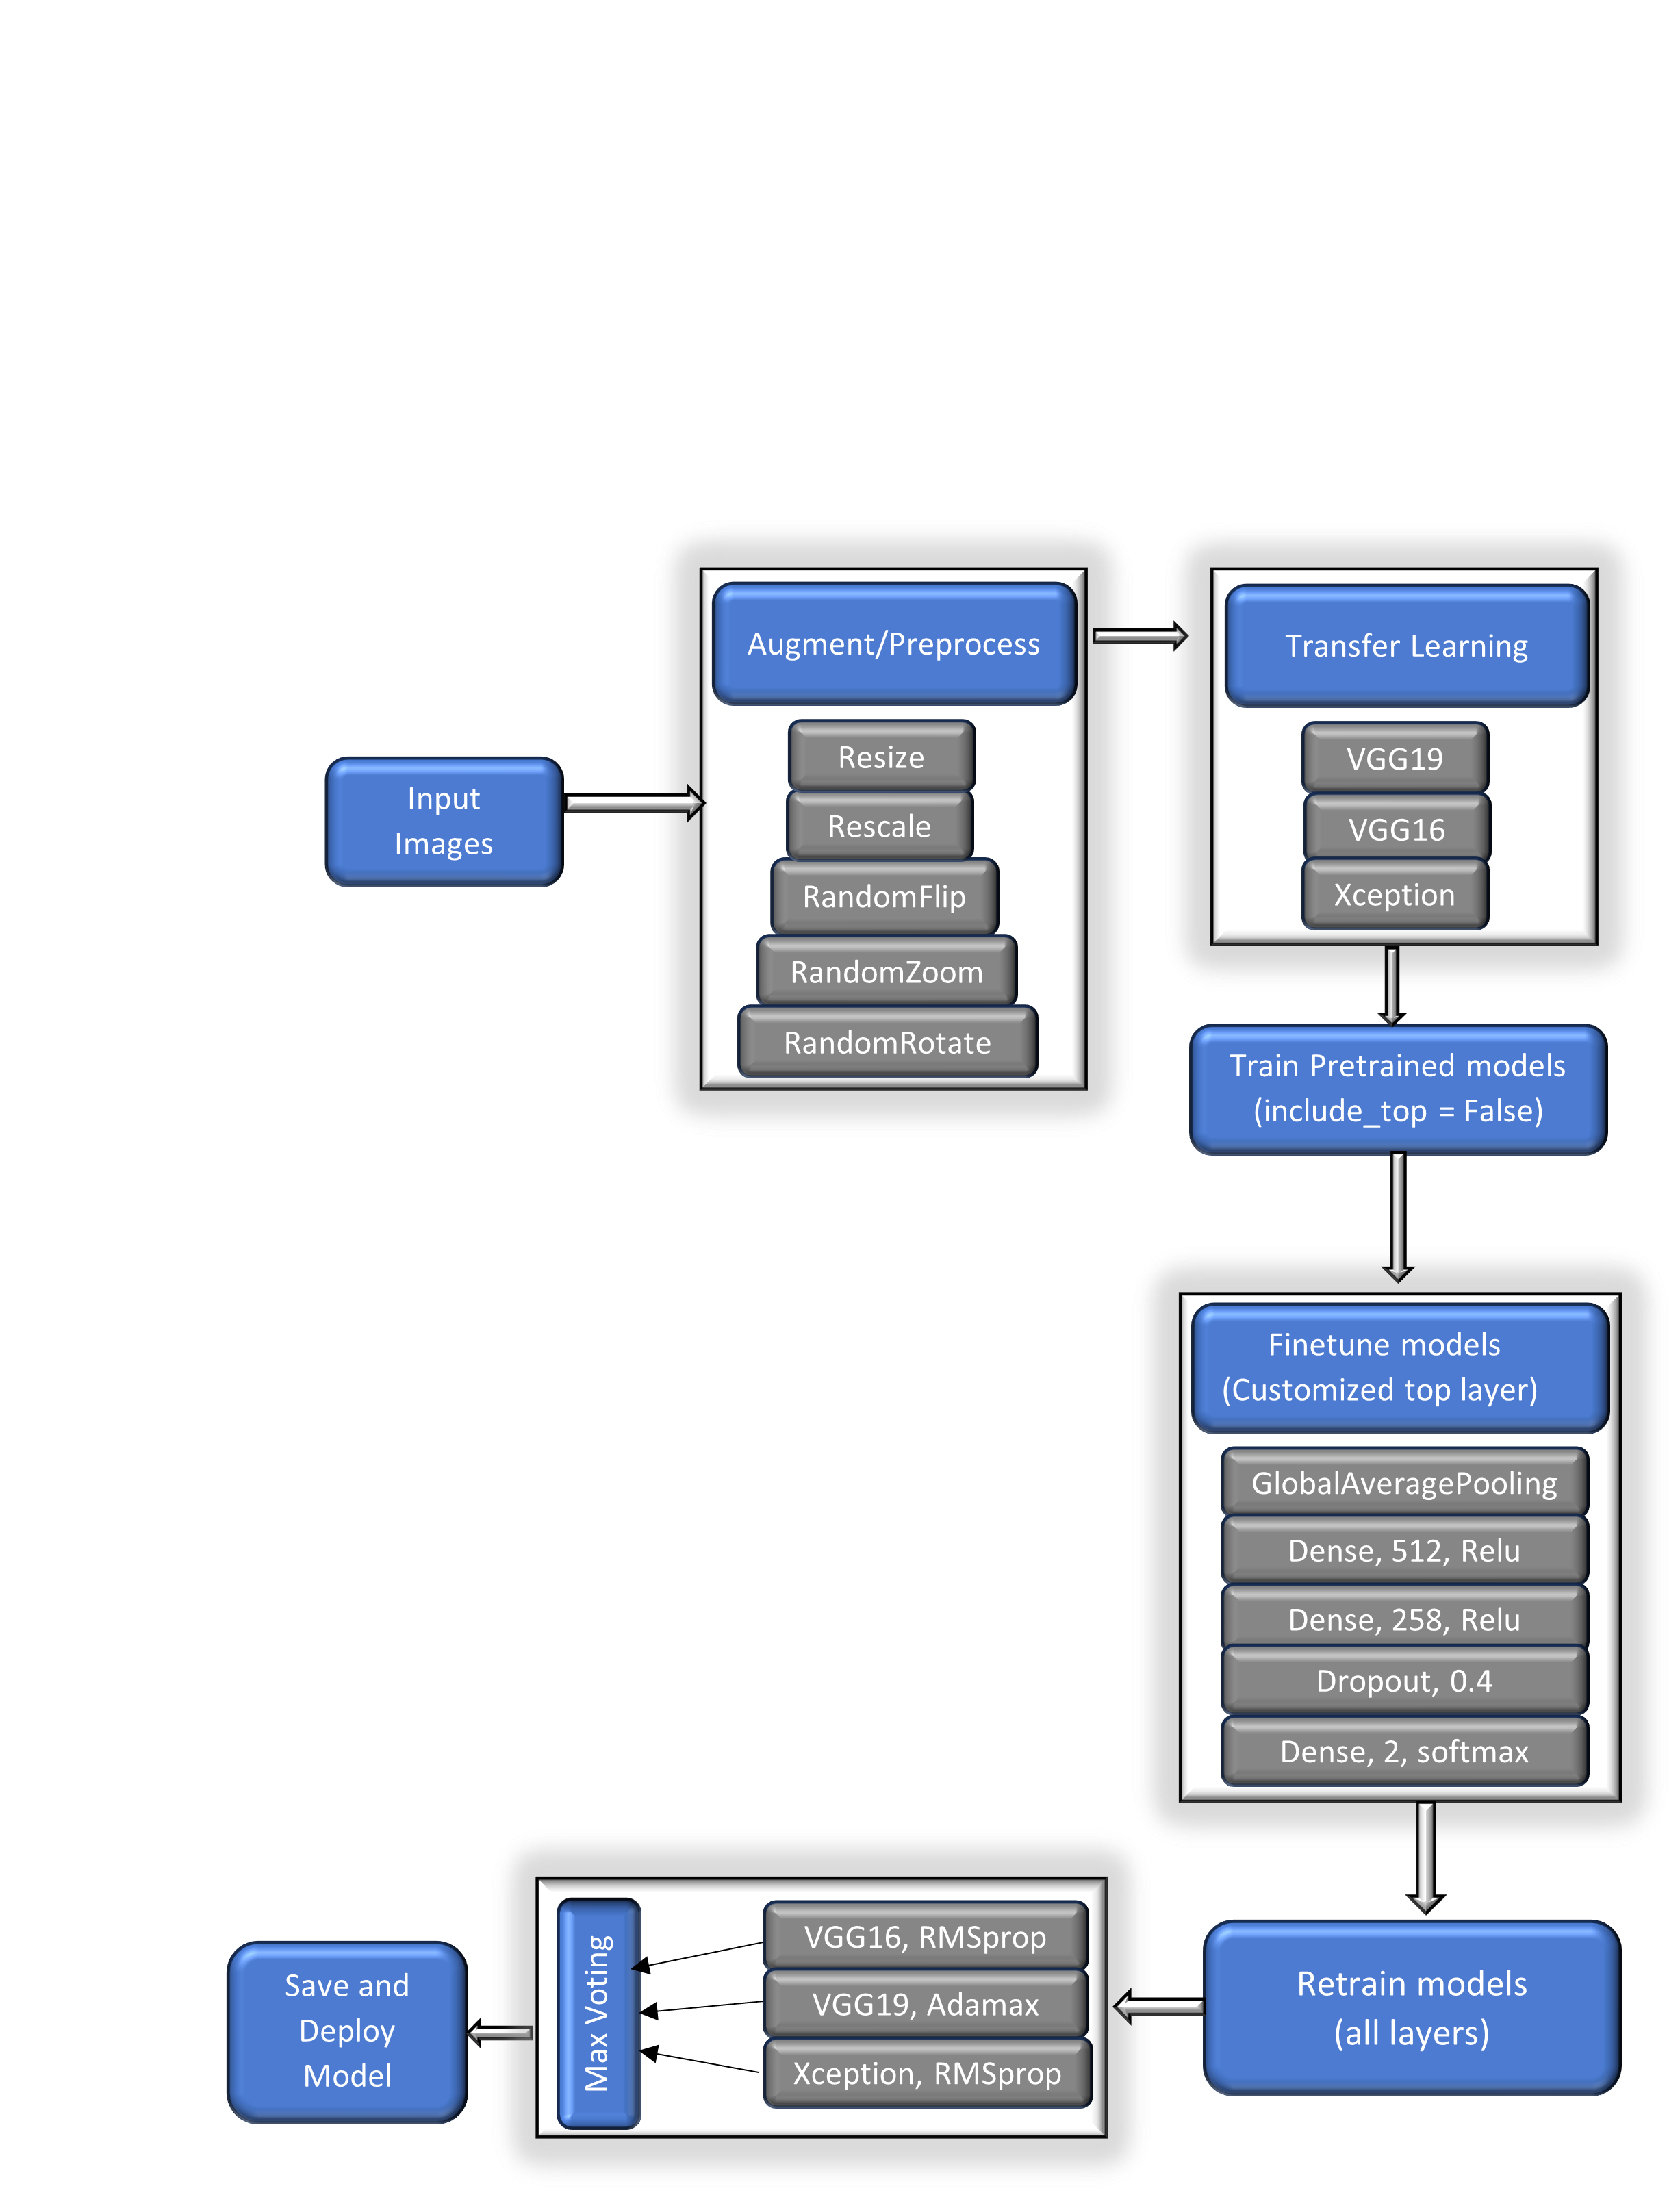 Input
Images
Augment/Preprocess
Resize
Rescale
RandomFlip
RandomZoom
RandomRotate
Transfer Learning
VGG19
VGG16
Xception
Train Pretrained models
(include_top = False)
Finetune models
(Customized top layer)
GlobalAveragePooling
Dense, 512, Relu
Dense, 258, Relu
Dropout, 0.4
Dense, 2, softmax
Retrain models
(all layers)
VGG16, RMSprop
VGG19, Adamax
Xception, RMSprop
Max Voting
Save and
Deploy
Model